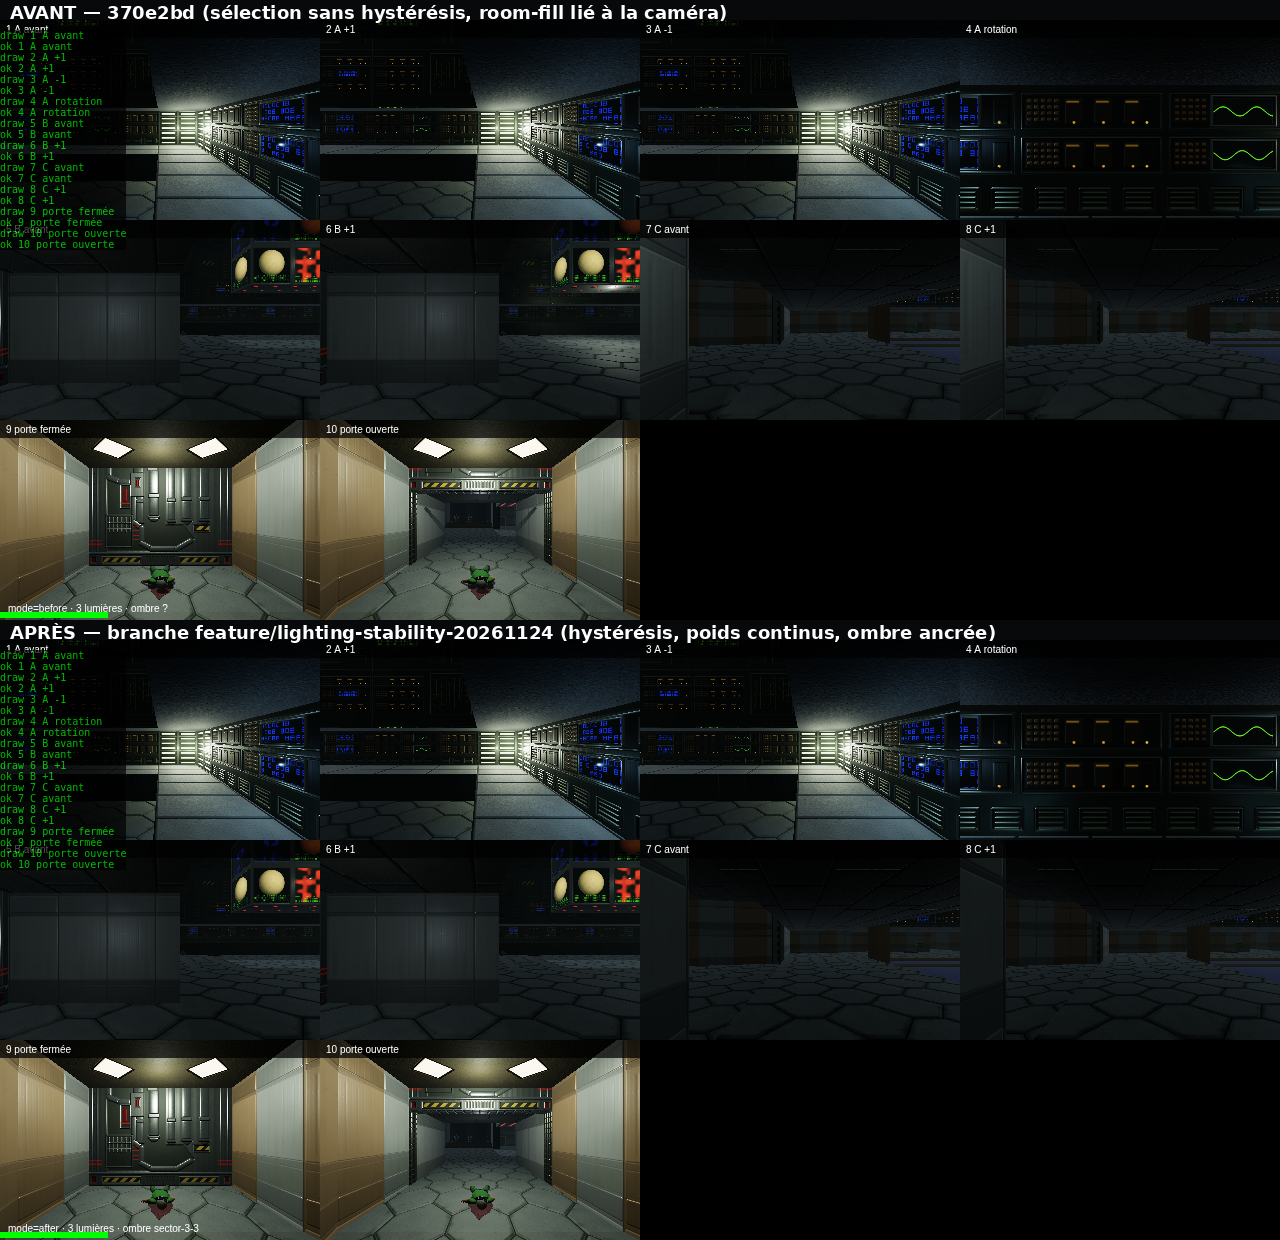 AVANT — 370e2bd (sélection sans hystérésis, room-fill lié à la caméra)
1 A avant
2 A +1
3 A -1
4 A rotation
draw 1 A avant
ok 1 A avant
draw 2 A +1
ok 2 A +1
draw 3 A -1
ok 3 A -1
draw 4 A rotation
ok 4 A rotation
draw 5 B avant
ok 5 B avant
draw 6 B +1
ok 6 B +1
draw 7 C avant
ok 7 C avant
draw 8 C +1
ok 8 C +1
draw 9 porte fermée
ok 9 porte fermée
draw 10 porte ouverte
ok 10 porte ouverte
5 B avant
6 B +1
7 C avant
8 C +1
9 porte fermée
10 porte ouverte
mode=before · 3 lumières · ombre ?
APRÈS — branche feature/lighting-stability-20261124 (hystérésis, poids continus, ombre ancrée)
1 A avant
2 A +1
3 A -1
4 A rotation
draw 1 A avant
ok 1 A avant
draw 2 A +1
ok 2 A +1
draw 3 A -1
ok 3 A -1
draw 4 A rotation
ok 4 A rotation
draw 5 B avant
ok 5 B avant
draw 6 B +1
ok 6 B +1
draw 7 C avant
ok 7 C avant
draw 8 C +1
ok 8 C +1
draw 9 porte fermée
ok 9 porte fermée
draw 10 porte ouverte
ok 10 porte ouverte
5 B avant
6 B +1
7 C avant
8 C +1
9 porte fermée
10 porte ouverte
mode=after · 3 lumières · ombre sector-3-3